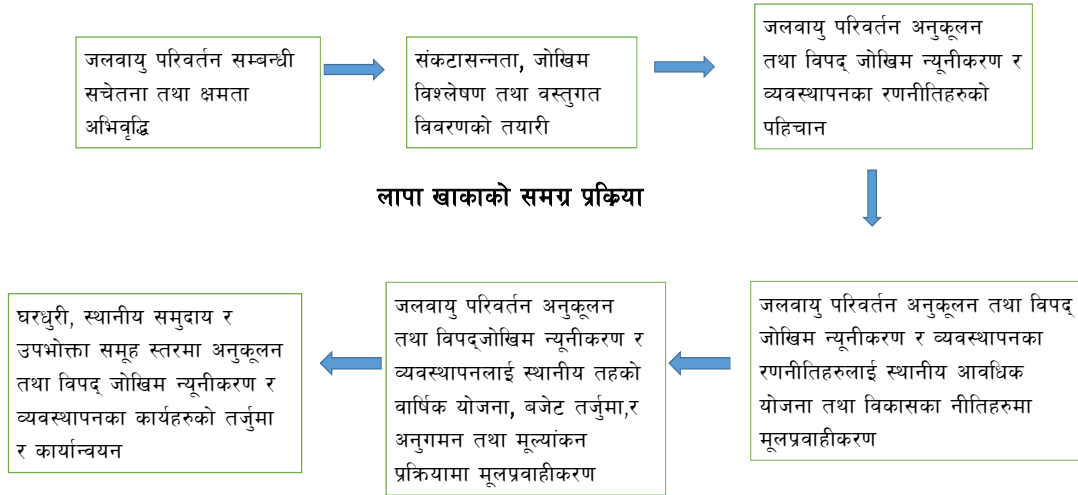 जलवायु परिवर्तन सम्बन्धी
सचेतना तथा क्षमता
अभिवृद्धि
संकटासन्नता, जोखिम
विश्लेषण तथा वस्तुगत
विवरणको तयारी
जलवायु परिवर्तन अनुकूलन
तथा विपद् जोखिम न्यूनीकरण र
व्यवस्थापनका रणनीतिहरुको
पहिचान
लापा खाकाको समग्र प्रकिया
जलवायु परिवर्तन अनुकूलन तथा विपद्
जोखिम न्यूनीकरण र व्यवस्थापनका
रणनीतिहरुलाई स्थानीय आवधिक
योजना तथा विकासका नीतिहरुमा
मूलप्रवाहीकरण
जलवायु परिवर्तन अनुकूलन
तथा विपद्जोखिम न्यूनीकरण र
व्यवस्थापनलाई स्थानीय तहको
वार्षिक योजना, बजेट तर्जुमा,र
अनुगमन तथा मूल्यांकन
प्रक्रियामा मूलप्रवाहीकरण
घरधुरी, स्थानीय समुदाय र
उपभोक्ता समूह स्तरमा अनुकूलन
तथा विपद् जोखिम न्यूनीकरण र
व्यवस्थापनका कार्यहरुको तर्जुमा
र कार्यान्वयन